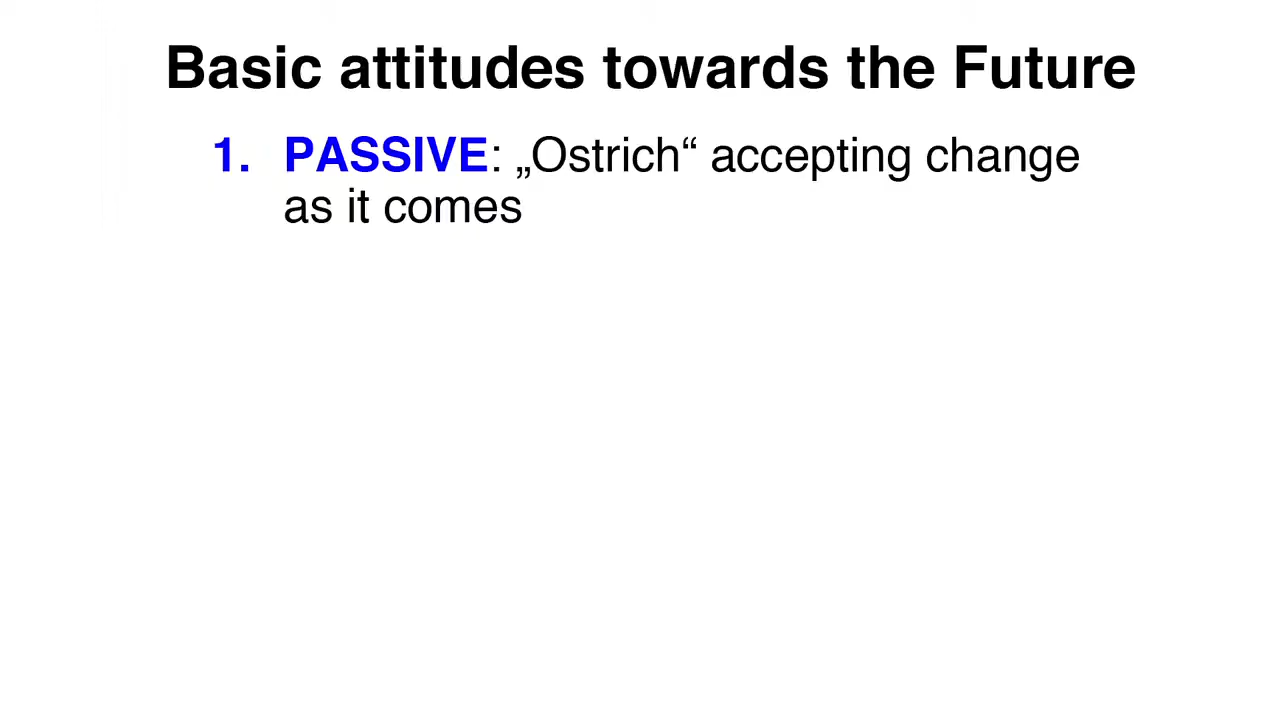 Basic attitudes towards the Future
1. PASSIVE: „Ostrich“ accepting change
as it comes